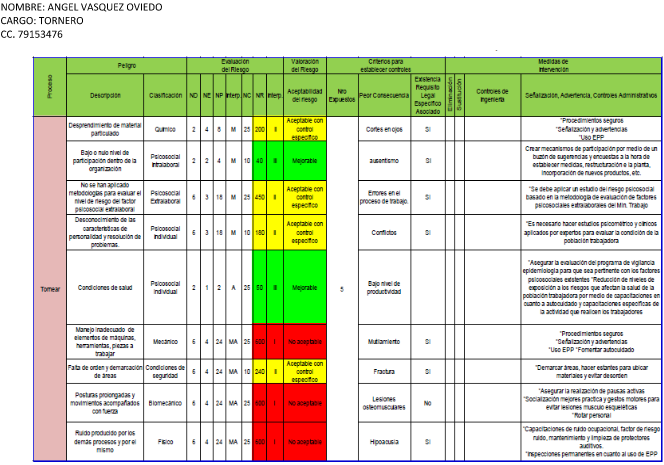 NOMBRE: ANGEL VASQUEZ OVIEDO
CARGO: TORNERO
CC. 79153476
Proceso
Peligro
Evaluación
del Riesgo
Valoración
del Riesgo
Criterios para
establecer controles
Medidas de
Intervención
Descripción
Clasificación
ND
NE
NP
Interp.
NC
NR
Interp.
Aceptabilidad
del riesgo
Nro
Expuestos
Peor Consecuencia
Existencia
Requisito
Legal
Específico
Asociado
Eliminación
Sustitución
Controles de
Ingeniería
Señalización, Advertencia, Controles Administrativos
Tornear
5
Desprendimiento de material
particulado
Químico
2 4 8 M 25 200 II
Aceptable con
control
específico
Cortes en ojos
Si
*Procedimientos seguros
*Señalización y advertencias
*Uso EPP
Bajo o nulo nivel de
participación dentro de la
organización
Psicosocial
Intralaboral
2 2 4 M 10 40 III
Mejorable
ausentismo
Si
Crear mecanismos de participación por medio de un
buzón de sugerencias y encuestas a la hora de
establecer medidas, restructuración e la planta,
incorporación de nuevos productos, etc.
No se han aplicado
metodologías para evaluar el
nivel de riesgo del factor
psicosocial extralaboral
Psicosocial
Extralaboral
6 3 18 M 25 450 II
Aceptable con
control
específico
Errores en el
proceso de trabajo.
Si
*Se debe aplicar un estudio del riesgo psicosocial
basado en la metodoogía de evaluación de factores
psicosociales extralaborales del Min. Trabajo
Desconocimiento de las
características de
personalidad y resolución de
problemas.
Psicosocial
Individual
6 3 18 M 10 180 II
Aceptable con
control
específico
Conflictos
Si
*Es necesario hacer estudios psicométrico y clínicos
aplicados por expertos para evaluar la condición de la
población trabajadora
Condiciones de salud
Psicosocial
Individual
2 1 2 A 25 50 III
Mejorable
Bajo nivel de
productividad
Si
*Asegurar la evaluación del programa de vigilancia
epidemiología para que sea pertinente con los factores
psicosociales existentes *Reducción de niveles de
exposición a los riesgos que afectan la salud de la
población trabajadora por medio de capacitaciones en
cuanto a autocuidado y capacitaciones específicas de
la actividad que realicen los trabajadores
Manejo inadecuado de
elementos de máquinas,
herramientas, piezas a
trabajar
Mecánico
6 4 24 MA 25 600 I
No aceptable
Mutilamiento
Si
*Procedimientos seguros
*Señalización y advertencias
*Uso EPP *Fomentar autocuidado
Falta de orden y demarcación
de áreas
Condiciones de
seguridad
6 4 24 MA 10 240 II
Aceptable con
control
específico
Fractura
Si
*Demarcar áreas, hacer estantes para ubicar
materiales y evitar desorden
Posturas prolongadas y
movimientos acompañados
con fuerza
Biomecánico
6 4 24 MA 25 600 I
No aceptable
Lesiones
osteomusculares
No
*Asegurar la realización de pausas activas
*Socialización mejores practica y gestos motores para
evitar lesiones musculo esqueléticas
*Rotar personal
Ruido producido por los
demás procesos y por el
mismo
Físico
6 4 24 MA 25 600 I
No aceptable
Hipoacusia
Si
*Capacitaciones de ruido ocupacional, factor de riesgo
ruido, mantenimiento y limpieza de protectores
auditivos.
*Inspecciones permanentes en cuanto al uso de EPP